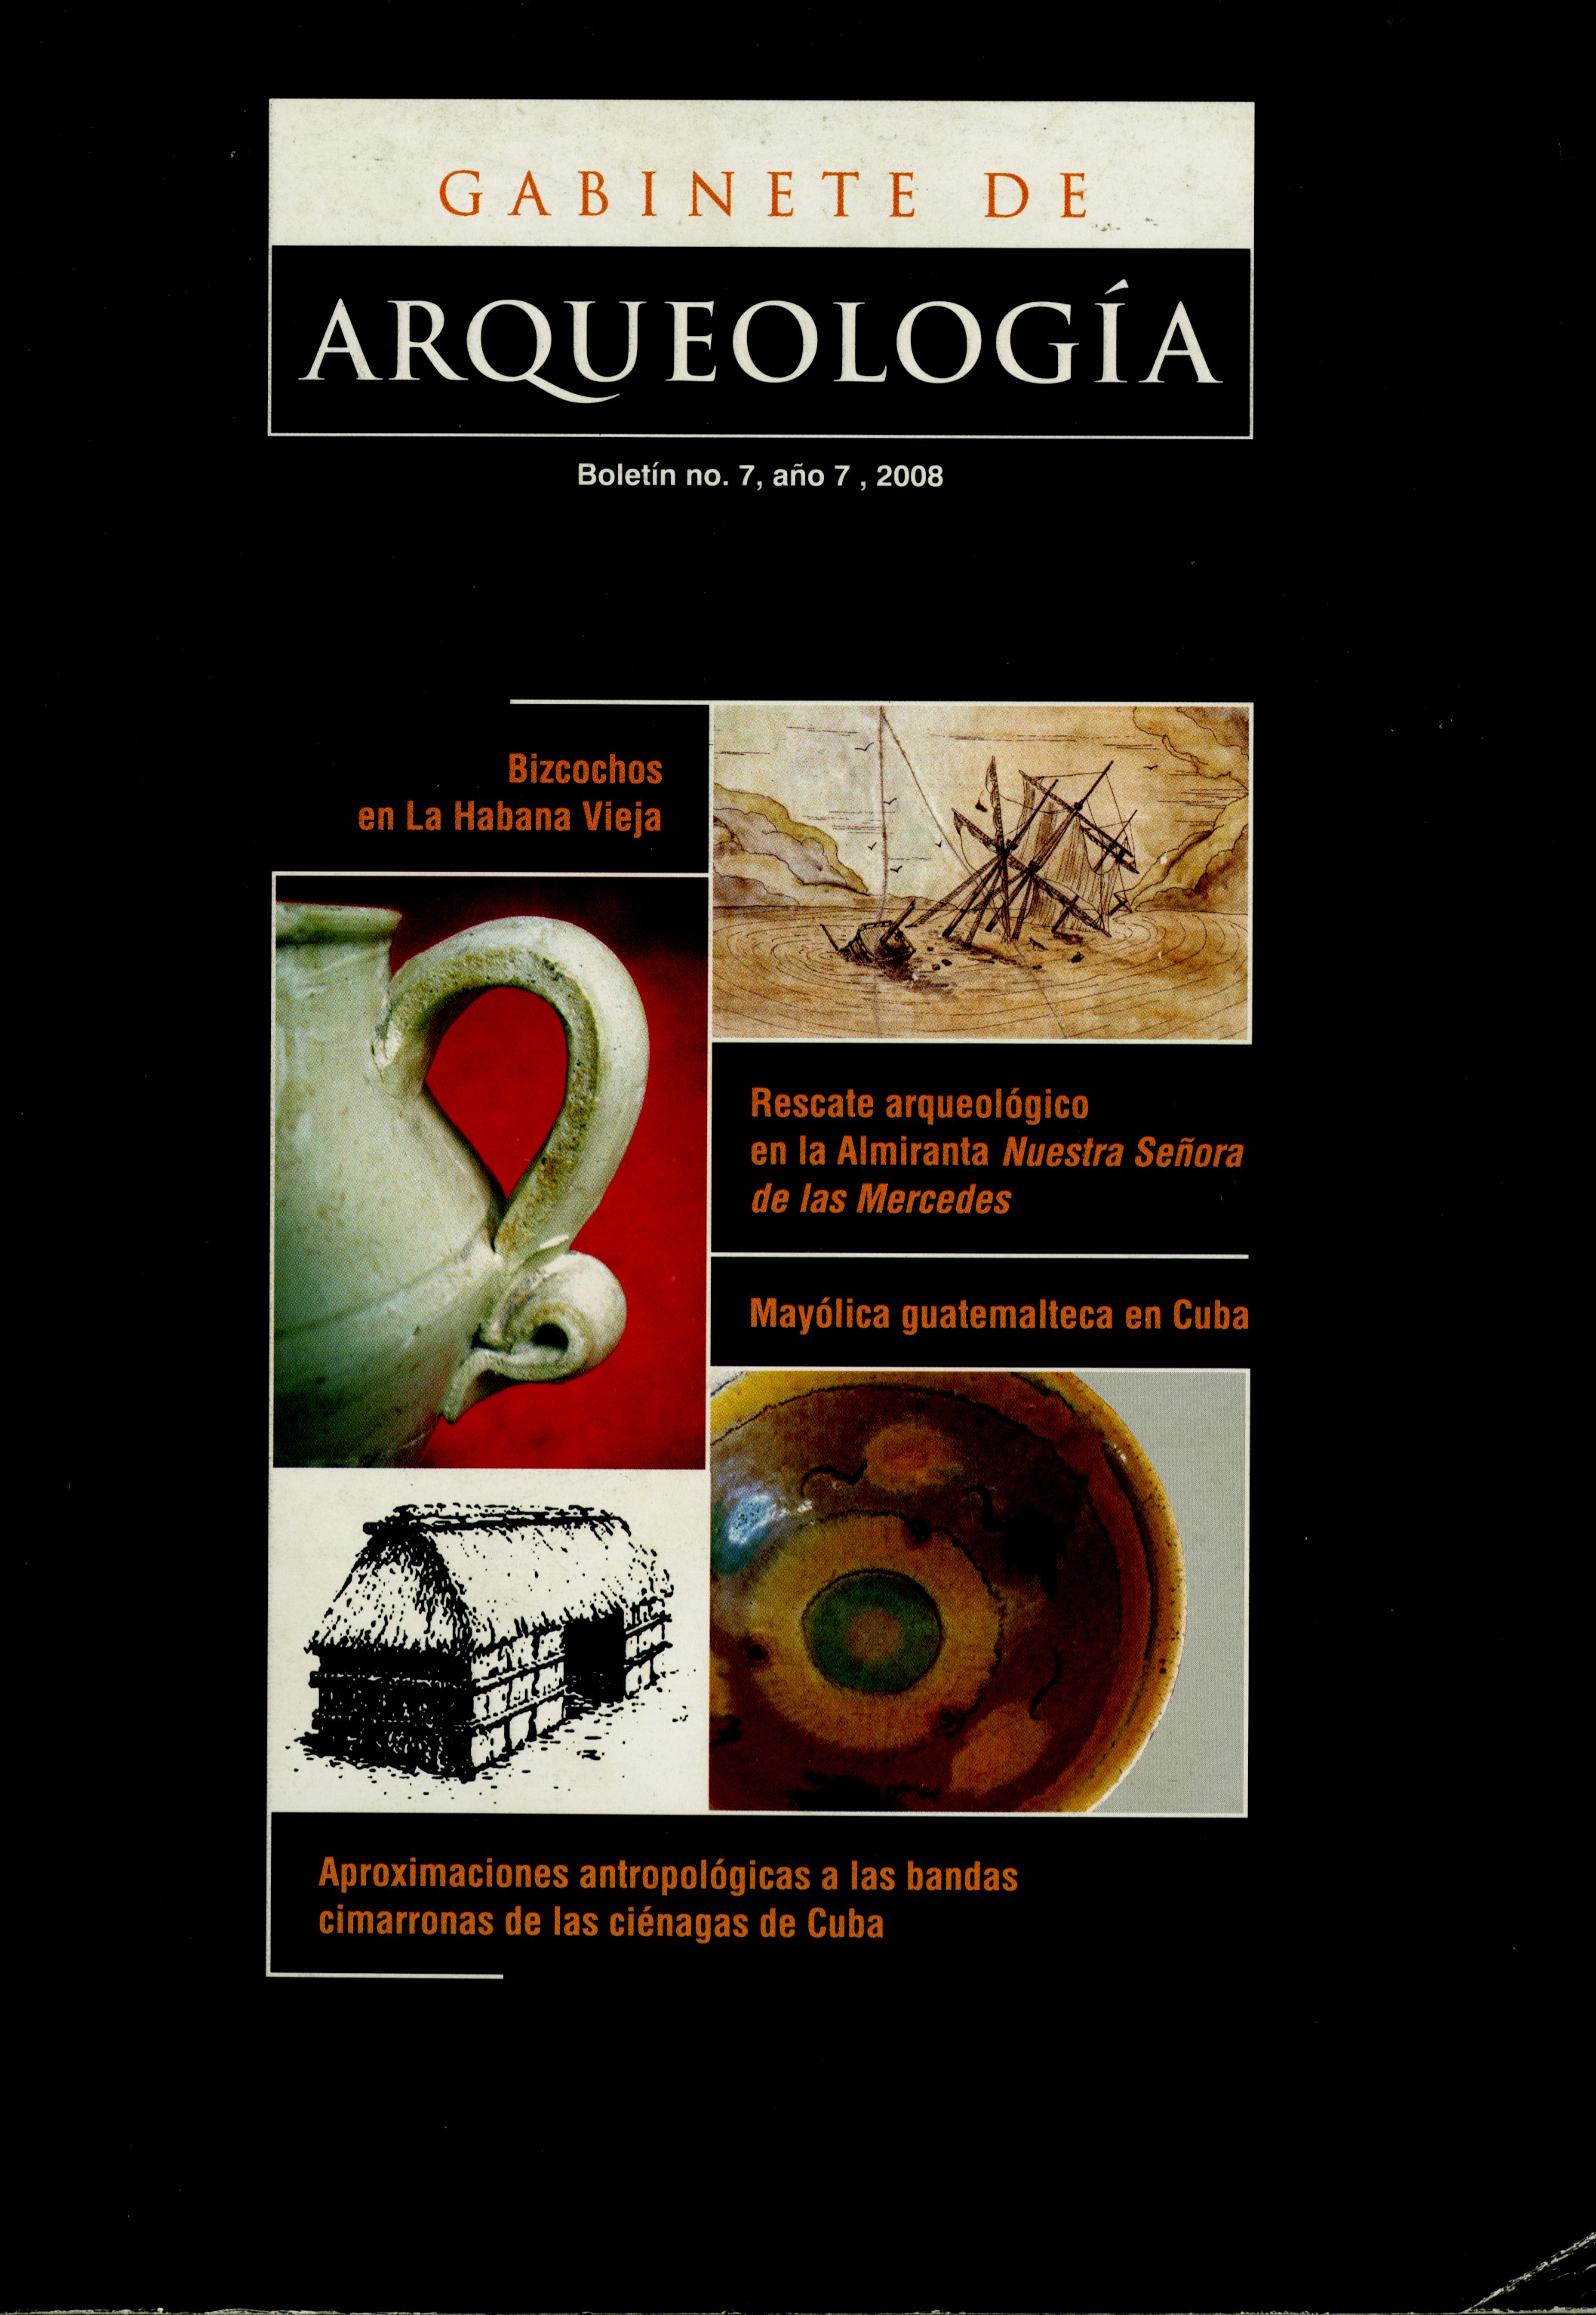 GABINETE DE
ARQUEOLOGÍA
Boletín no. 7, año 7 , 2008
Bizcochos
en La Habana Vieja
Rescate arqueológico
en la Almiranta Nuestra Señora
de las Mercedes
Mayólica guatemalteca en Cuba
Aproximaciones antropológicas a las bandas
cimarronas de las ciénagas de Cuba